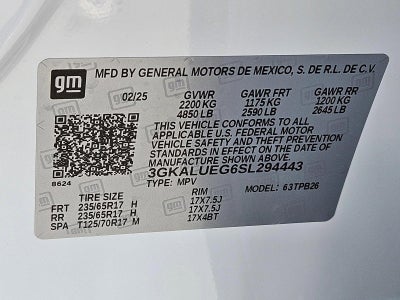 gm MFD BY GENERAL MOTORS DE MEXICO, S. DE R.L. DE C.V.
02/25 GVWR GAWR FRT GAWR RR
2200 KG 1175 KG 1200 KG
4850 LB 2590 LB 2645 LB
THIS VEHICLE CONFORMS TO ALL
APPLICABLE U.S. FEDERAL MOTOR
VEHICLE SAFETY AND THEFT PREVENTION
STANDARDS IN EFFECT ON THE DATE OF
MANUFACTURE SHOWN ABOVE.
3GKALUEG6SL294443
8624 TYPE: MPV MODEL: 63TPB26
TIRE SIZE RIM
FRT 235/65R17 H 17X7.5J
RR 235/65R17 H 17X7.5J
SPA T125/70R17 M 17X4BT